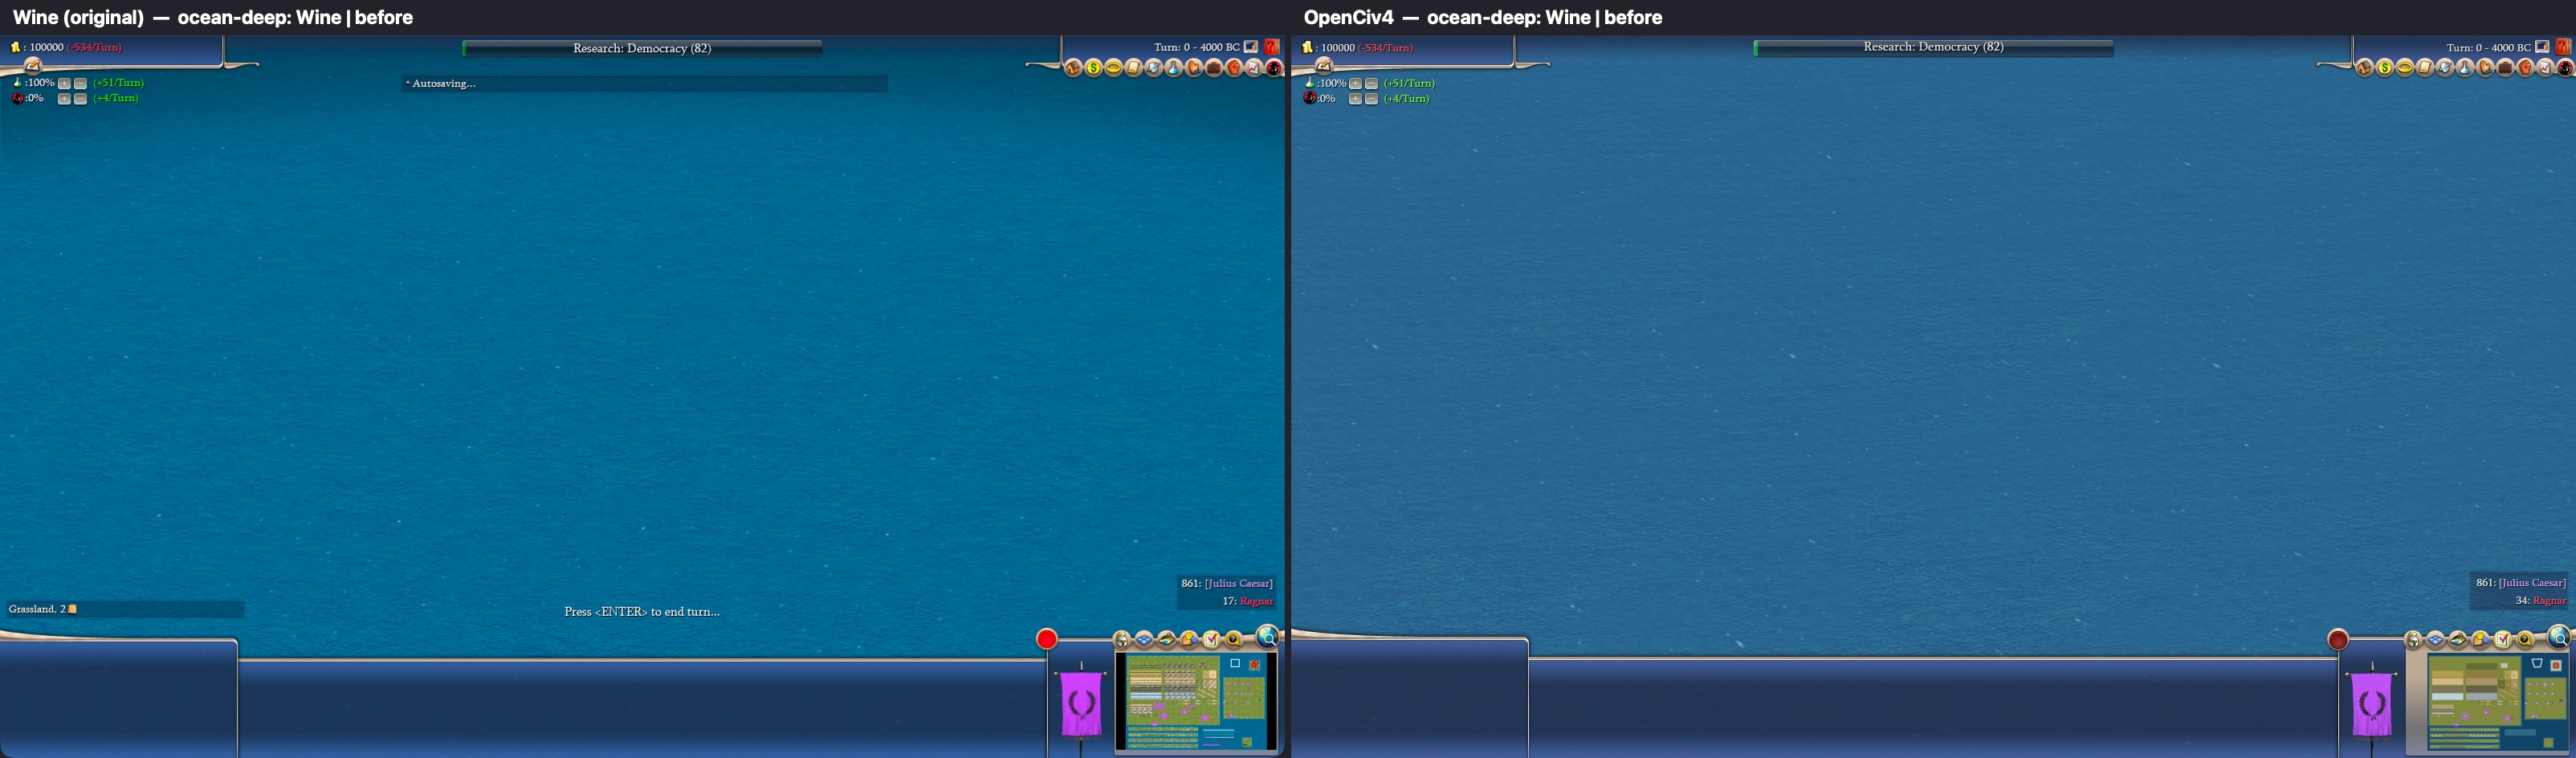 Wine (original) — ocean-deep: Wine | before
: 100000 (-534/Turn)
Research: Democracy (82)
Turn: 0 - 4000 BC
:100% (+51/Turn)
* Autosaving...
:0% (+4/Turn)
861: [Julius Caesar]
17: Ragnar
Grassland, 2
Press <ENTER> to end turn...
OpenCiv4 — ocean-deep: Wine | before
: 100000 (-534/Turn)
Research: Democracy (82)
Turn: 0 - 4000 BC
:100% (+51/Turn)
:0% (+4/Turn)
861: [Julius Caesar]
34: Ragnar